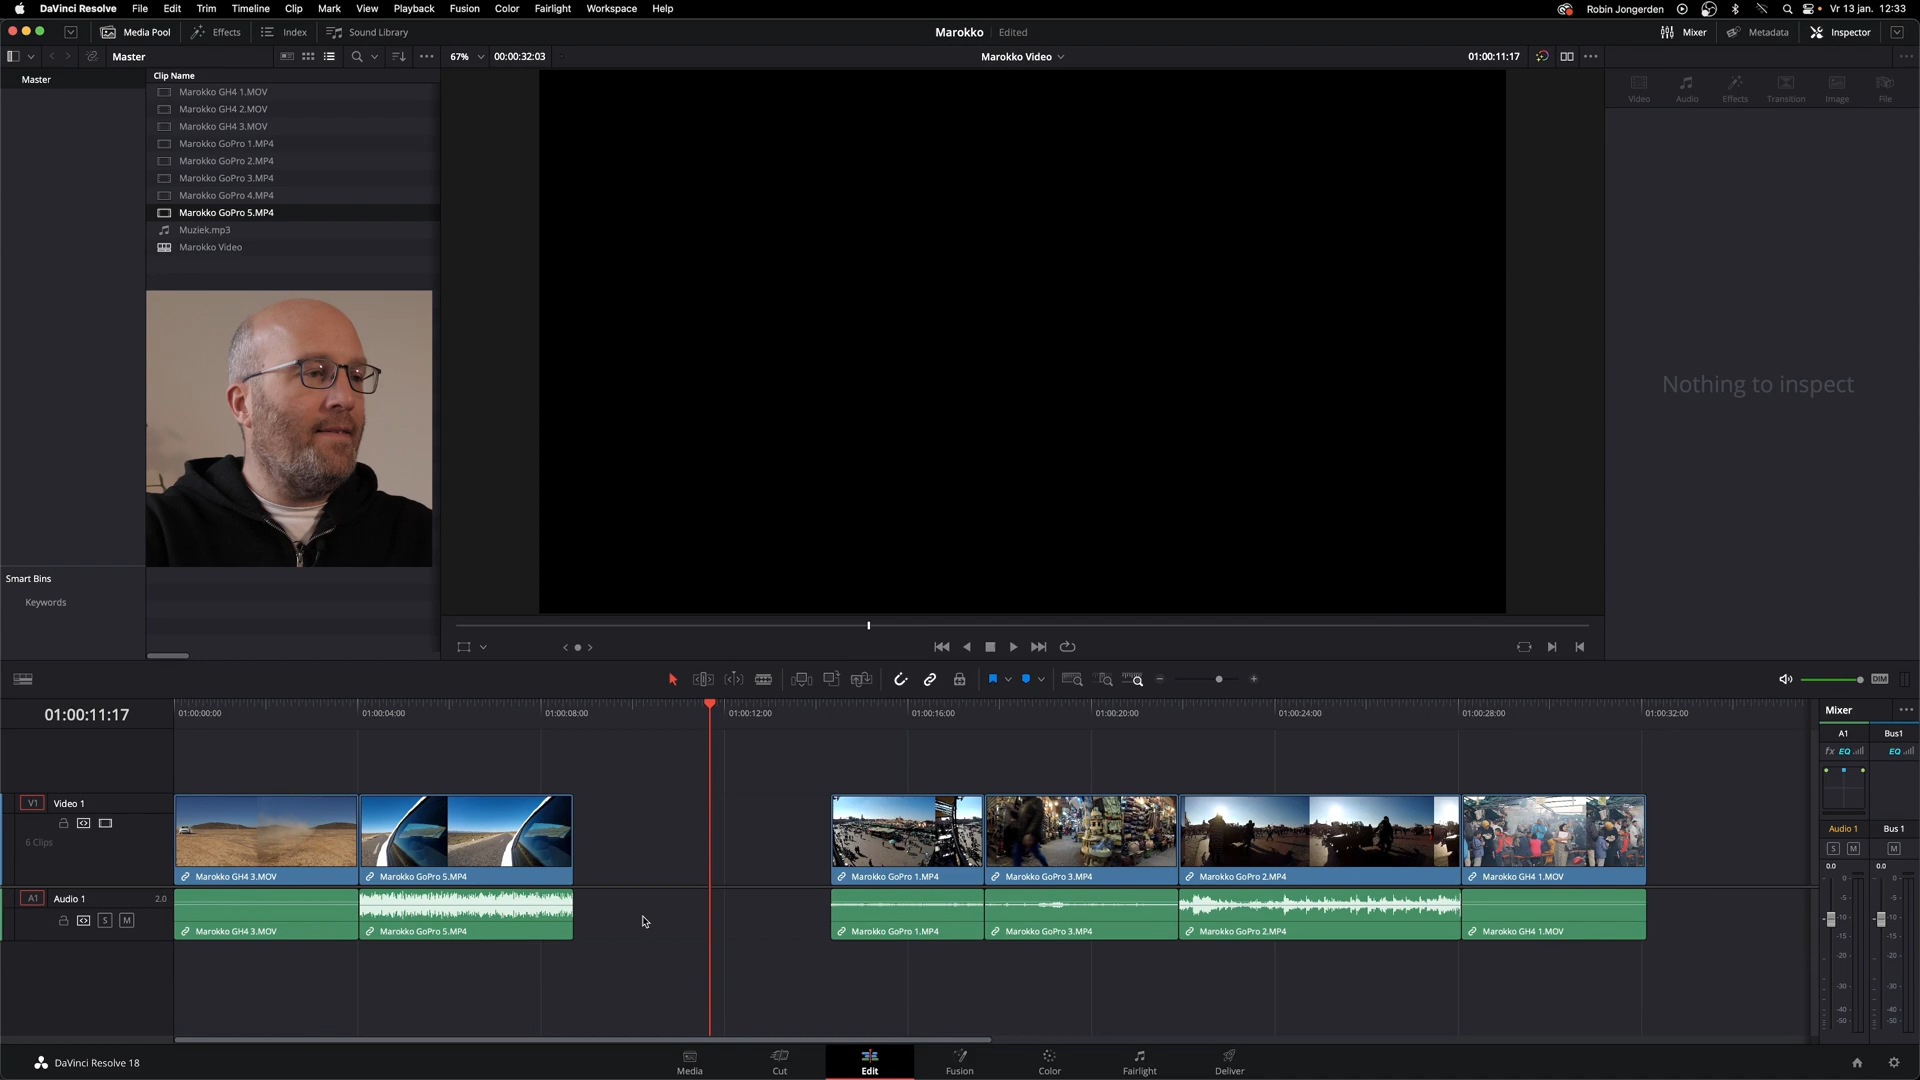 DaVinci Resolve File Edit Trim Timeline Clip Mark View Playback Fusion Color Fairlight Workspace Help Robin Jongerden Vr 13 jan. 12:33
Media Pool Effects Index Sound Library Marokko Edited Mixer Metadata Inspector
Master 67% 00:00:32:03 Marokko Video 01:00:11:17
Master Clip Name
Marokko GH4 1.MOV
Marokko GH4 2.MOV
Marokko GH4 3.MOV
Marokko GoPro 1.MP4
Marokko GoPro 2.MP4
Marokko GoPro 3.MP4
Marokko GoPro 4.MP4
Marokko GoPro 5.MP4
Muziek.mp3
Marokko Video
Video Audio Effects Transition Image File
Nothing to inspect
Smart Bins
Keywords
DIM
01:00:11:17 01:00:00:00 01:00:04:00 01:00:08:00 01:00:12:00 01:00:16:00 01:00:20:00 01:00:24:00 01:00:28:00 01:00:32:00
Mixer
A1 Bus1
fx EQ EQ
V1 Video 1
6 Clips
Marokko GH4 3.MOV Marokko GoPro 5.MP4 Marokko GoPro 1.MP4 Marokko GoPro 3.MP4 Marokko GoPro 2.MP4 Marokko GH4 1.MOV
Audio 1 Bus 1
S M M
0.0 0.0
A1 Audio 1 2.0
S M
Marokko GH4 3.MOV Marokko GoPro 5.MP4 Marokko GoPro 1.MP4 Marokko GoPro 3.MP4 Marokko GoPro 2.MP4 Marokko GH4 1.MOV
0 0
-5 -5
-10 -10
-15 -15
-20 -20
-30 -30
-40 -40
-50 -50
DaVinci Resolve 18 Media Cut Edit Fusion Color Fairlight Deliver